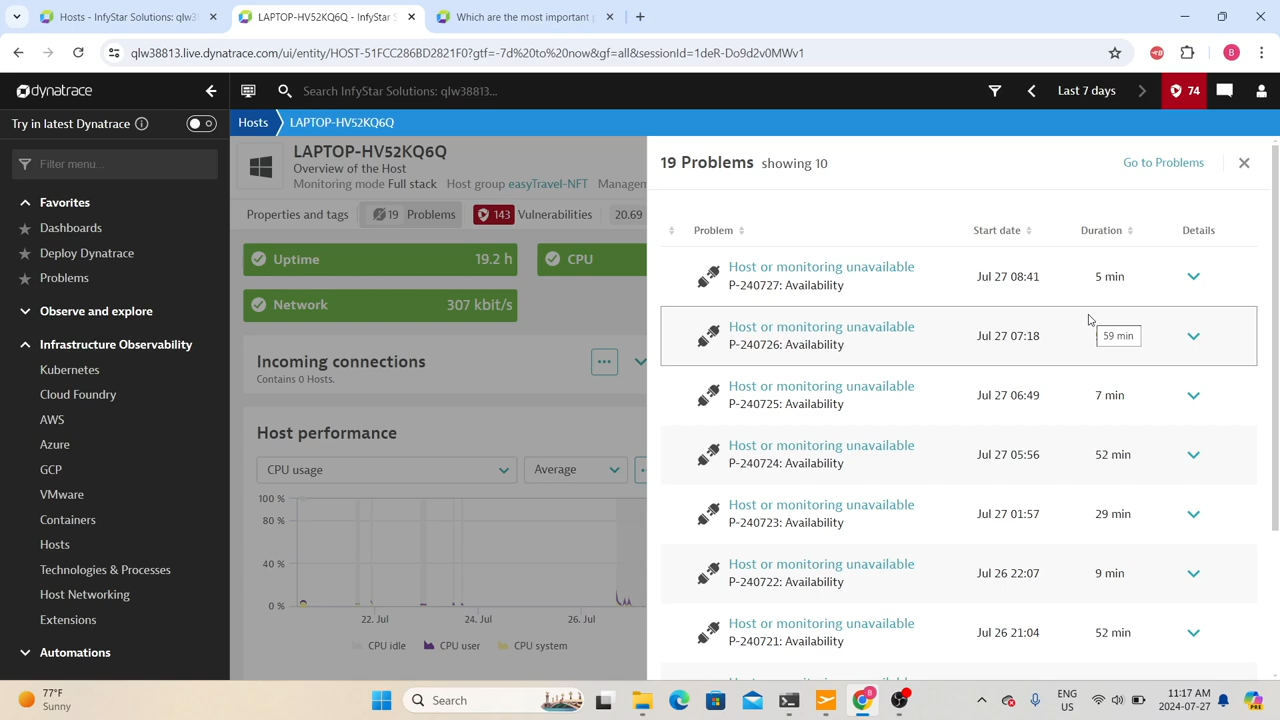 Hosts - InfyStar Solutions: qlw3
LAPTOP-HV52KQ6Q - InfyStar S
Which are the most important p
qlw38813.live.dynatrace.com/ui/entity/HOST-51FCC286BD2821F0?gtf=-7d%20to%20now&gf=all&sessionId=1deR-Do9d2v0MWv1
B
dynatrace
Search InfyStar Solutions: qlw38813...
Last 7 days
74
Try in latest Dynatrace
Hosts
LAPTOP-HV52KQ6Q
Filter menu...
Favorites
Dashboards
Deploy Dynatrace
Problems
Observe and explore
Infrastructure Observability
Kubernetes
Cloud Foundry
AWS
Azure
GCP
VMware
Containers
Hosts
Technologies & Processes
Host Networking
Extensions
Automations
LAPTOP-HV52KQ6Q
Overview of the Host
Monitoring mode Full stack Host group easyTravel-NFT Managem
Properties and tags
19 Problems
143 Vulnerabilities
20.69
Uptime 19.2 h
CPU
Network 307 kbit/s
Incoming connections
Contains 0 Hosts.
...
Host performance
CPU usage
Average
100 %
80 %
40 %
0 %
22. Jul
24. Jul
26. Jul
CPU idle
CPU user
CPU system
19 Problems showing 10
Go to Problems
Problem Start date Duration Details
Host or monitoring unavailable
P-240727: Availability
Jul 27 08:41 5 min
Host or monitoring unavailable
P-240726: Availability
Jul 27 07:18
59 min
Host or monitoring unavailable
P-240725: Availability
Jul 27 06:49 7 min
Host or monitoring unavailable
P-240724: Availability
Jul 27 05:56 52 min
Host or monitoring unavailable
P-240723: Availability
Jul 27 01:57 29 min
Host or monitoring unavailable
P-240722: Availability
Jul 26 22:07 9 min
Host or monitoring unavailable
P-240721: Availability
Jul 26 21:04 52 min
77°F
Sunny
Search
ENG
US
11:17 AM
2024-07-27